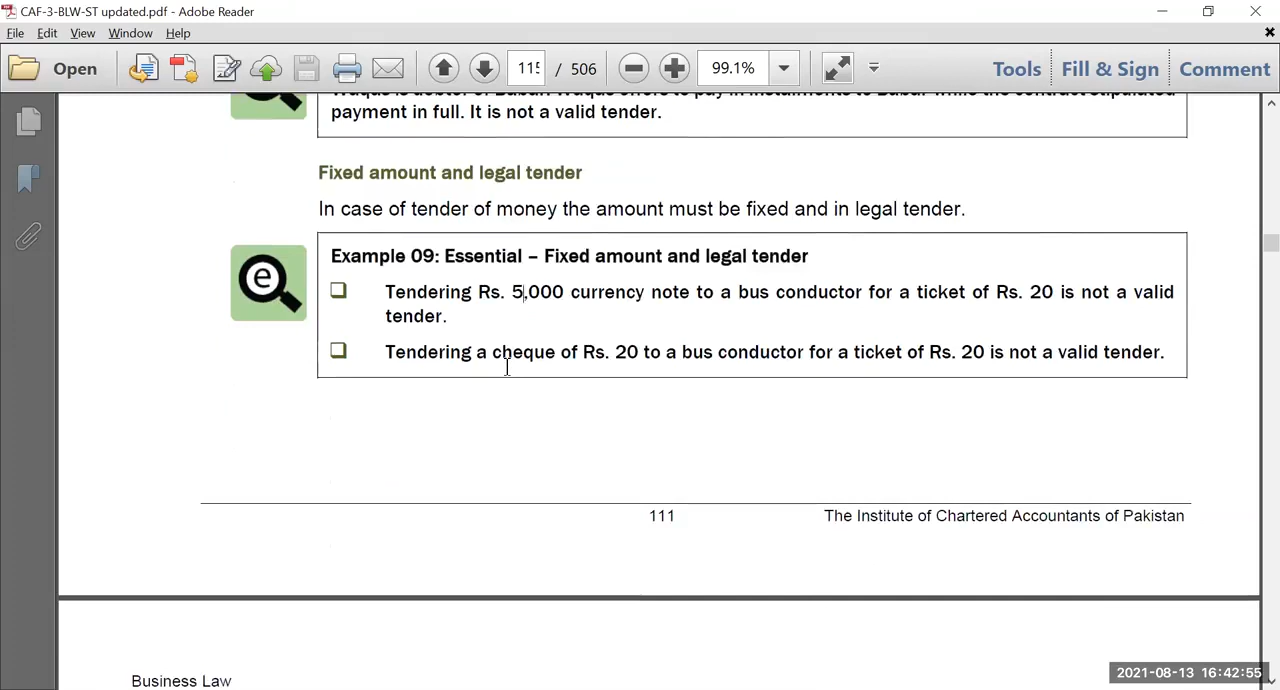 CAF-3-BLW-ST updated.pdf - Adobe Reader
File Edit View Window Help
Open 115 / 506 99.1% Tools Fill & Sign Comment
payment in full. It is not a valid tender.
Fixed amount and legal tender
In case of tender of money the amount must be fixed and in legal tender.
Example 09: Essential – Fixed amount and legal tender
Tendering Rs. 5,000 currency note to a bus conductor for a ticket of Rs. 20 is not a valid
tender.
Tendering a cheque of Rs. 20 to a bus conductor for a ticket of Rs. 20 is not a valid tender.
111 The Institute of Chartered Accountants of Pakistan
2021-08-13 16:42:55
Business Law